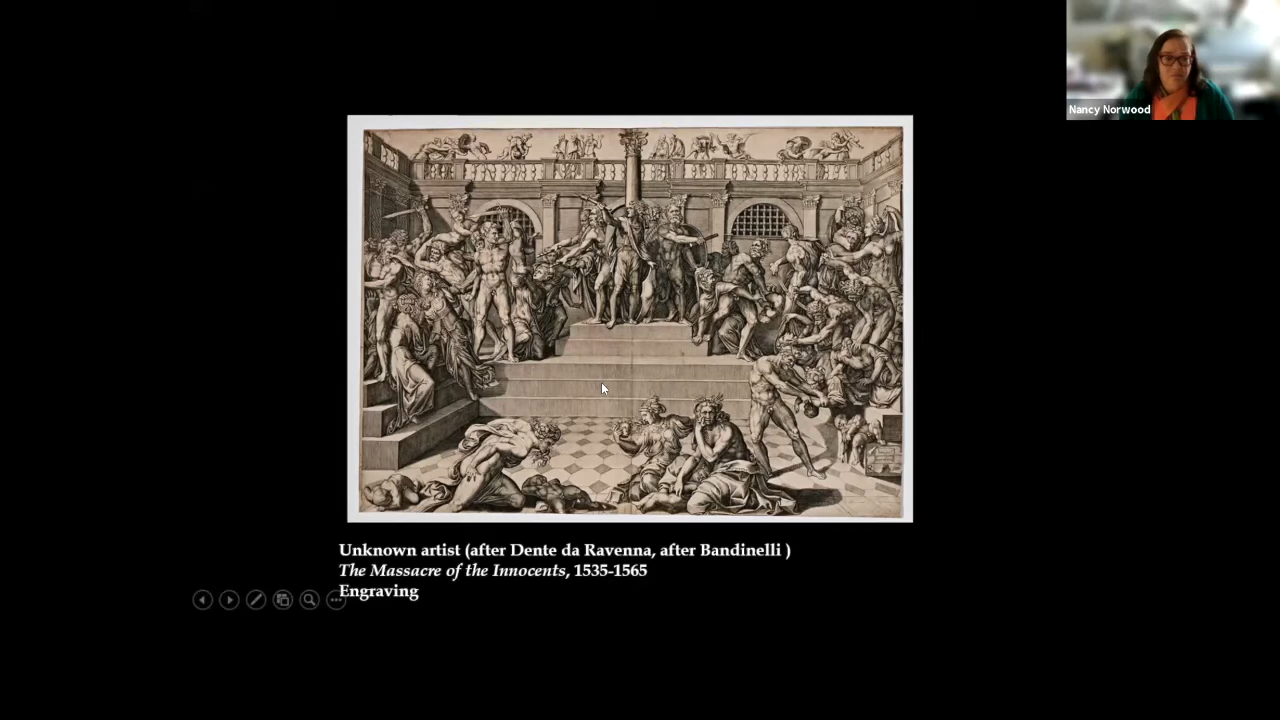 Nancy Norwood
Unknown artist (after Dente da Ravenna, after Bandinelli )
The Massacre of the Innocents, 1535-1565
Engraving